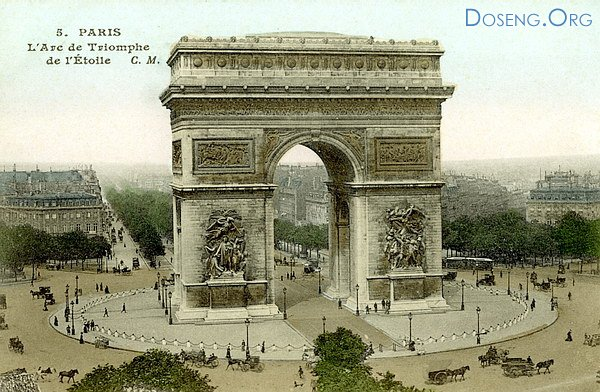 Doseng.Org
5. PARIS
L'Arc de Triomphe
de l'Étoile C. M.